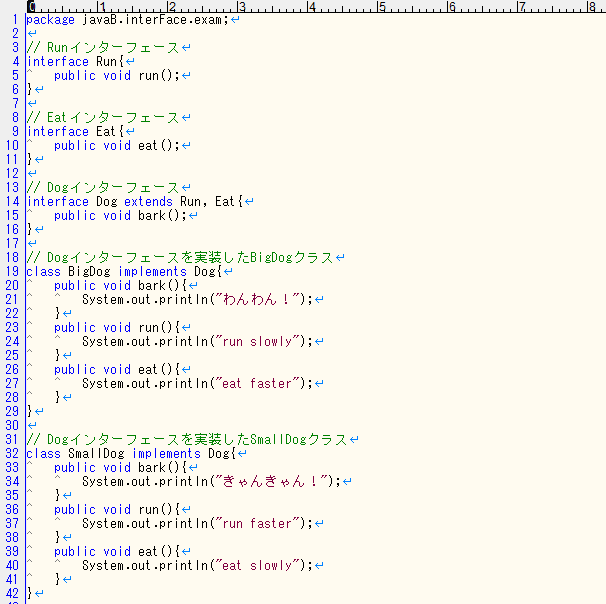 0 1 2 3 4 5 6 7 8
1 package javaB.interFace.exam;↵
2 ↵
3 // Runインターフェース↵
4 interface Run{↵
5 ^ public void run();↵
6 }↵
7 ↵
8 // Eatインターフェース↵
9 interface Eat{↵
10 ^ public void eat();↵
11 }↵
12 ↵
13 // Dogインターフェース↵
14 interface Dog extends Run, Eat{↵
15 ^ public void bark();↵
16 }↵
17 ↵
18 // Dogインターフェースを実装したBigDogクラス↵
19 class BigDog implements Dog{↵
20 ^ public void bark(){↵
21 ^ ^ System.out.println("わんわん！");↵
22 ^ }↵
23 ^ public void run(){↵
24 ^ ^ System.out.println("run slowly");↵
25 ^ }↵
26 ^ public void eat(){↵
27 ^ ^ System.out.println("eat faster");↵
28 ^ }↵
29 }↵
30 ↵
31 // Dogインターフェースを実装したSmallDogクラス↵
32 class SmallDog implements Dog{↵
33 ^ public void bark(){↵
34 ^ ^ System.out.println("きゃんきゃん！");↵
35 ^ }↵
36 ^ public void run(){↵
37 ^ ^ System.out.println("run faster");↵
38 ^ }↵
39 ^ public void eat(){↵
40 ^ ^ System.out.println("eat slowly");↵
41 ^ }↵
42 }↵